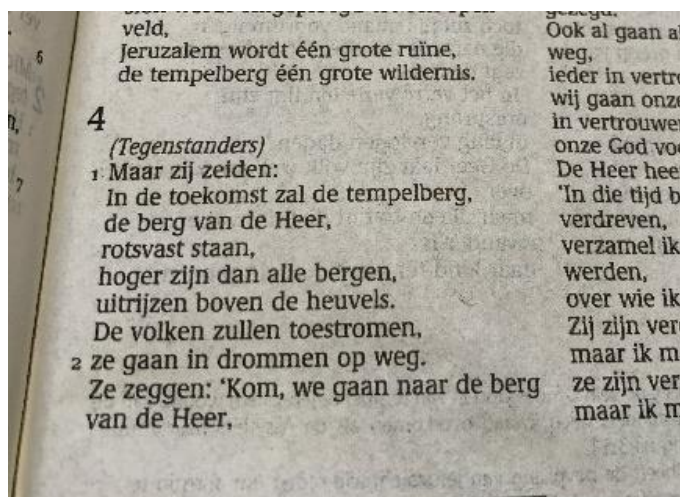 veld,
Jeruzalem wordt één grote ruïne,
de tempelberg één grote wildernis.
4
(Tegenstanders)
1 Maar zij zeiden:
In de toekomst zal de tempelberg,
de berg van de Heer,
rotsvast staan,
hoger zijn dan alle bergen,
uitrijzen boven de heuvels.
De volken zullen toestromen,
2 ze gaan in drommen op weg.
Ze zeggen: 'Kom, we gaan naar de berg
van de Heer,
Ook al gaan
weg,
ieder in
wij gaan
in
onze God
De Heer
'In die tijd
verdreven,
verzamel ik
werden,
over wie ik
Zij zijn
maar ik
ze zijn
maar ik
6
7